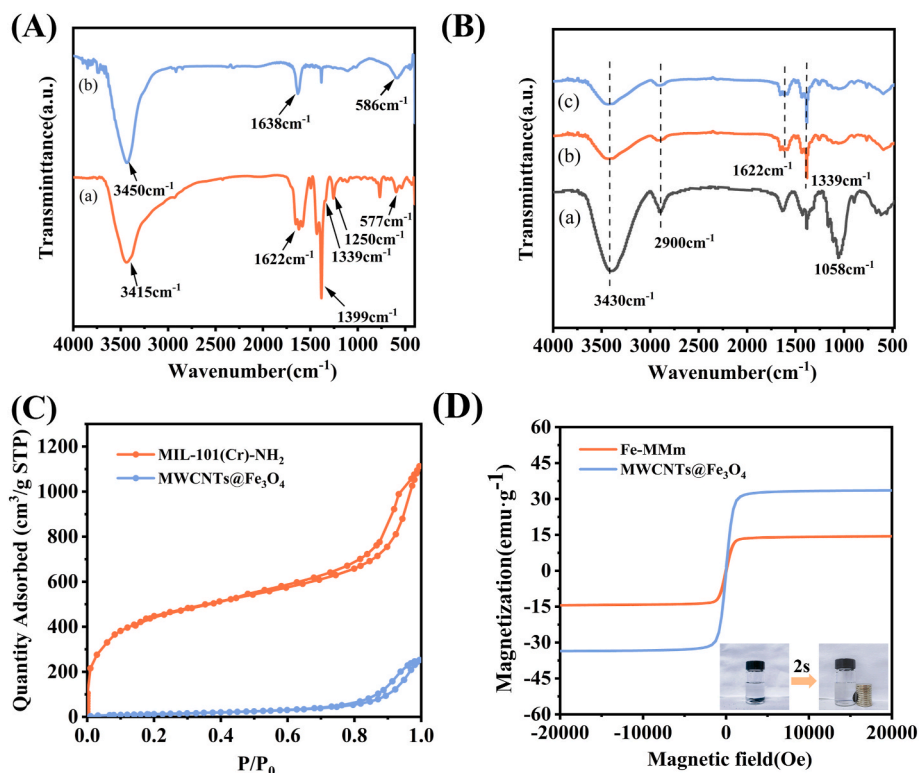 (A)
Transminttance(a.u.)
(b)
1638cm⁻¹
586cm⁻¹
3450cm⁻¹
(a)
577cm⁻¹
1250cm⁻¹
1622cm⁻¹
1339cm⁻¹
3415cm⁻¹
1399cm⁻¹
4000 3500 3000 2500 2000 1500 1000 500
Wavenumber(cm⁻¹)
(B)
Transminttance(a.u.)
(c)
(b)
1622cm⁻¹
1339cm⁻¹
(a)
2900cm⁻¹
1058cm⁻¹
3430cm⁻¹
4000 3500 3000 2500 2000 1500 1000 500
Wavenumber(cm⁻¹)
(C)
Quantity Adsorbed (cm³/g STP)
1200
1000
800
600
400
200
0
MIL-101(Cr)-NH₂
MWCNTs@Fe₃O₄
0.0 0.2 0.4 0.6 0.8 1.0
P/P₀
(D)
Magnetization(emu·g⁻¹)
60
45
30
15
0
-15
-30
-45
-60
Fe-MMm
MWCNTs@Fe₃O₄
2s
-20000 -10000 0 10000 20000
Magnetic field(Oe)